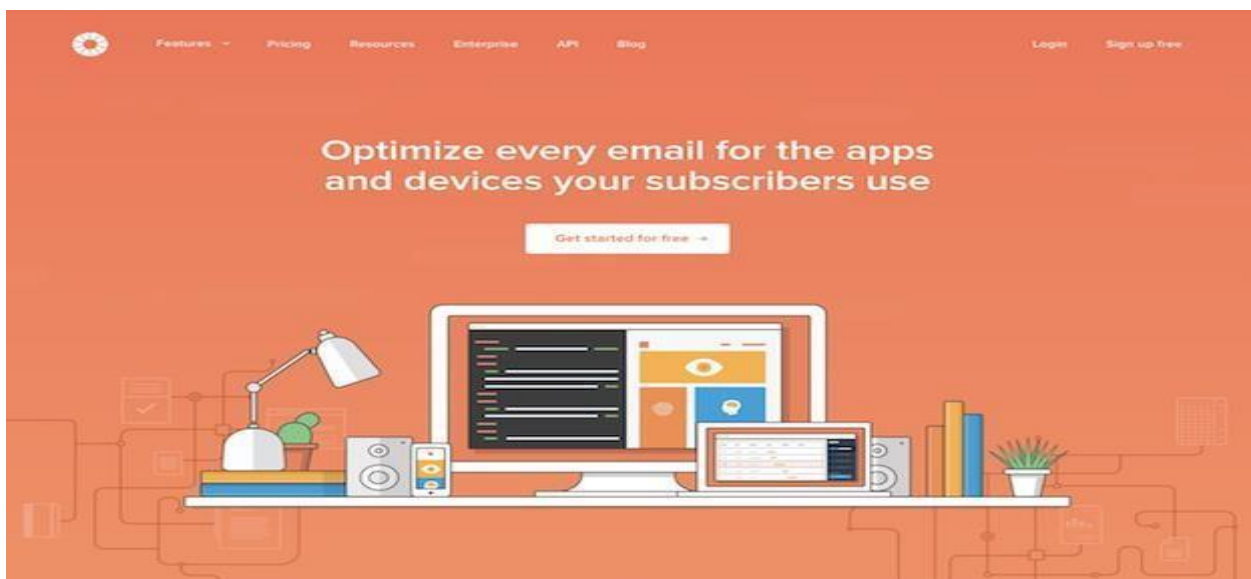 Features
Pricing
Resources
Enterprise
API
Blog
Login
Sign up free
Optimize every email for the apps
and devices your subscribers use
Get started for free →